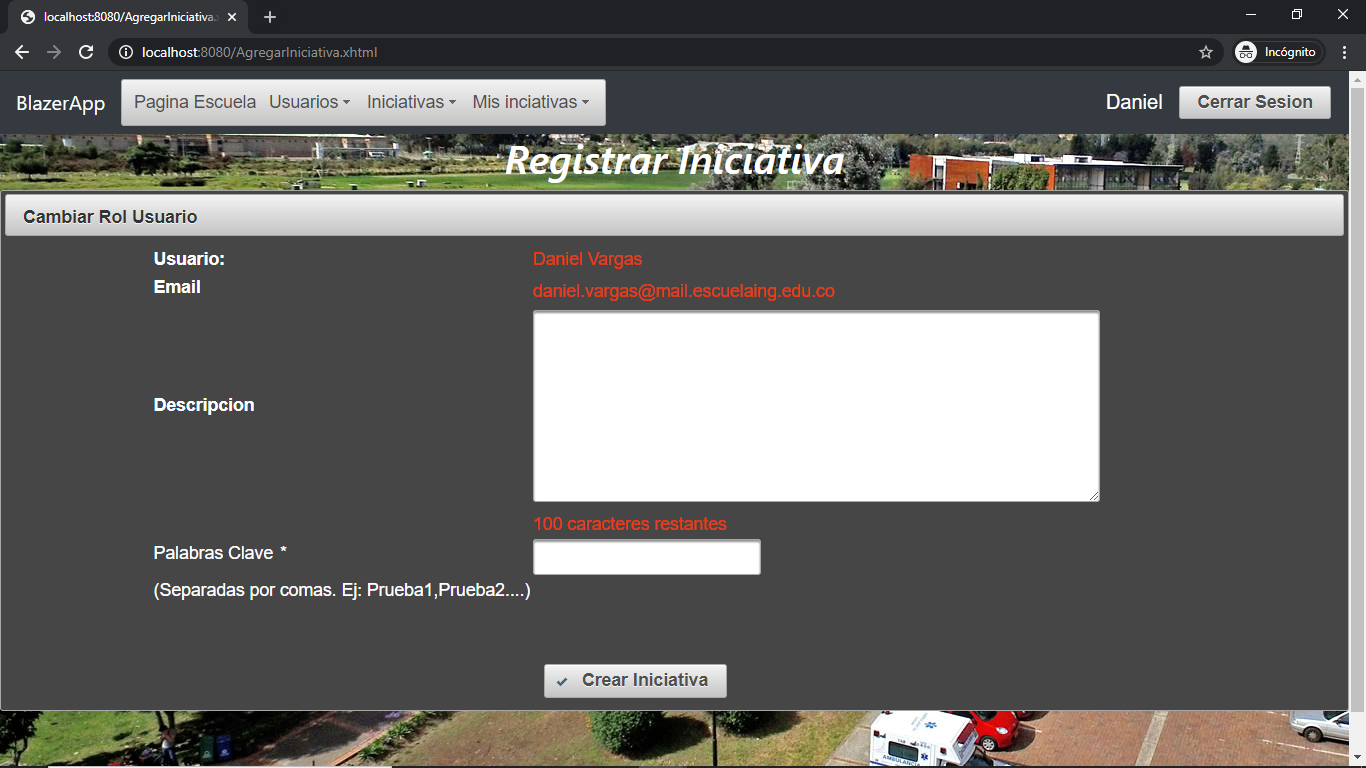 localhost:8080/AgregarIniciativa.
localhost:8080/AgregarIniciativa.xhtml
Incógnito
BlazerApp
Pagina Escuela Usuarios Iniciativas Mis inciativas
Daniel
Cerrar Sesion
Registrar Iniciativa
Cambiar Rol Usuario
Usuario: Daniel Vargas
Email daniel.vargas@mail.escuelaing.edu.co
Descripcion
100 caracteres restantes
Palabras Clave *
(Separadas por comas. Ej: Prueba1,Prueba2....)
Crear Iniciativa
AMBULANCIA